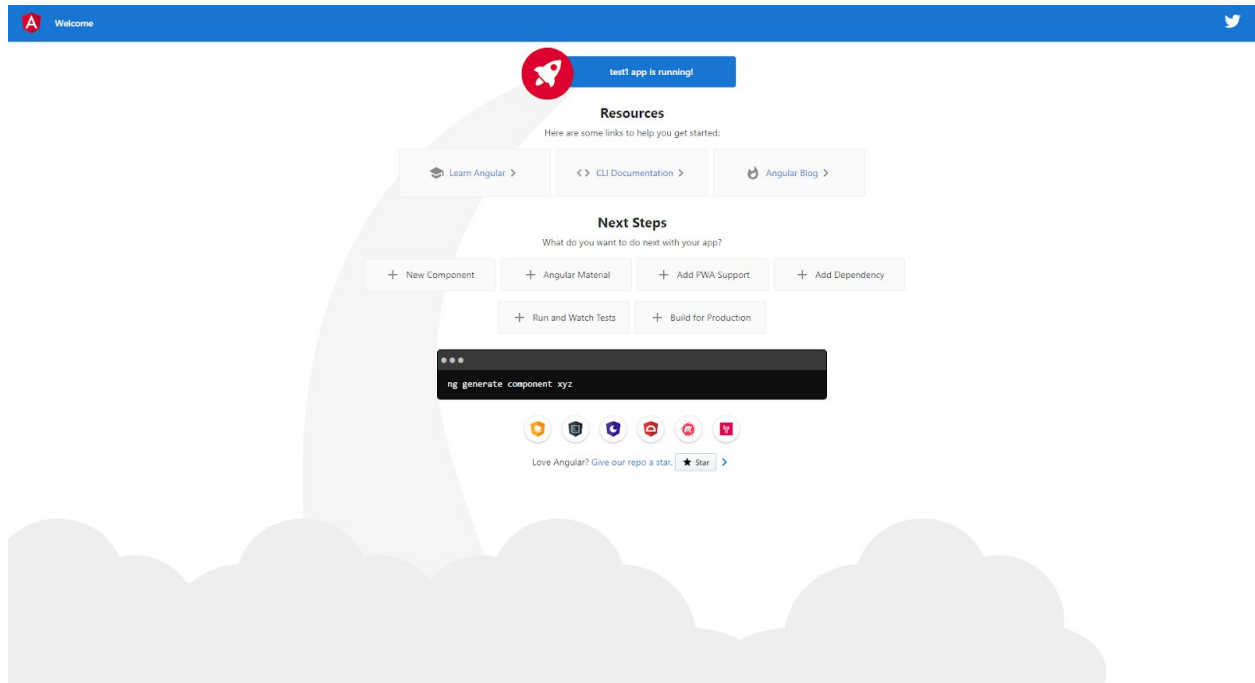 Welcome
test1 app is running!
Resources
Here are some links to help you get started:
Learn Angular
CLI Documentation
Angular Blog
Next Steps
What do you want to do next with your app?
New Component
Angular Material
Add PWA Support
Add Dependency
Run and Watch Tests
Build for Production
ng generate component xyz
Love Angular? Give our repo a star. Star